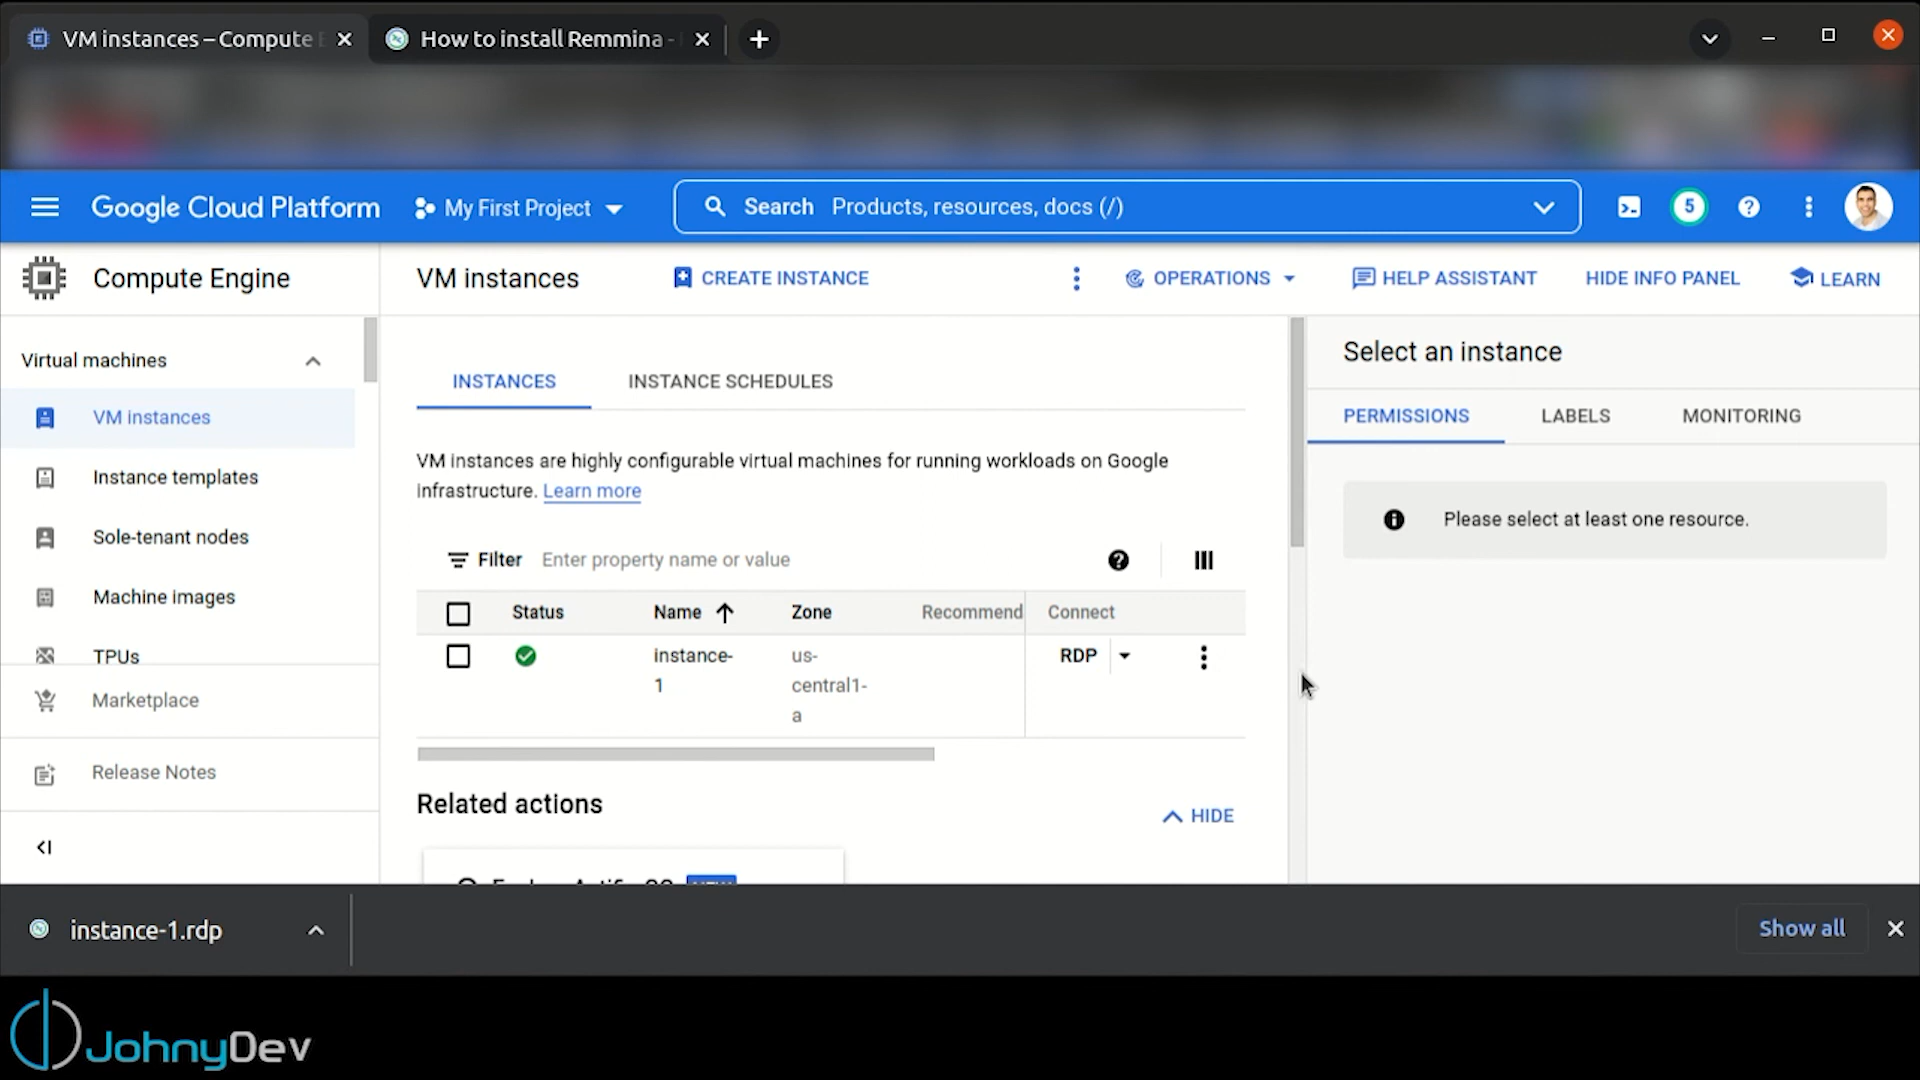 VM instances – Compute E
How to install Remmina -
Google Cloud Platform
My First Project
Search Products, resources, docs (/)
5
Compute Engine
VM instances
CREATE INSTANCE
OPERATIONS
HELP ASSISTANT
HIDE INFO PANEL
LEARN
Virtual machines
VM instances
Instance templates
Sole-tenant nodes
Machine images
TPUs
Marketplace
Release Notes
INSTANCES
INSTANCE SCHEDULES
VM instances are highly configurable virtual machines for running workloads on Google
infrastructure. Learn more
Filter Enter property name or value
Status Name Zone Recommend Connect
instance-
1
us-
central1-
a
RDP
Related actions
HIDE
NEW
Select an instance
PERMISSIONS
LABELS
MONITORING
Please select at least one resource.
instance-1.rdp
Show all
JohnyDev